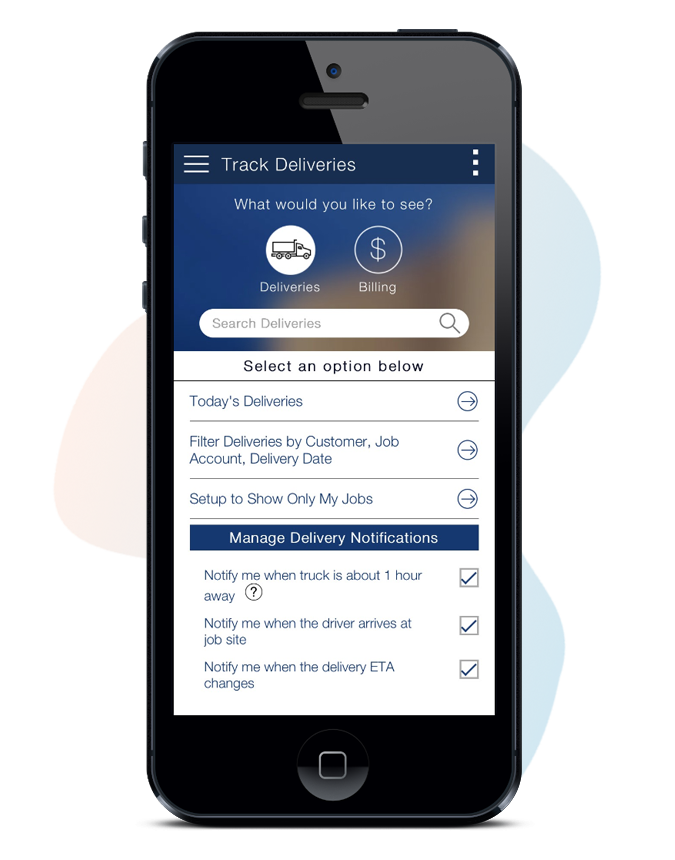 Track Deliveries
What would you like to see?
$
Deliveries
Billing
Search Deliveries
Select an option below
Today's Deliveries
Filter Deliveries by Customer, Job
Account, Delivery Date
Setup to Show Only My Jobs
Manage Delivery Notifications
Notify me when truck is about 1 hour
away ?
Notify me when the driver arrives at
job site
Notify me when the delivery ETA
changes